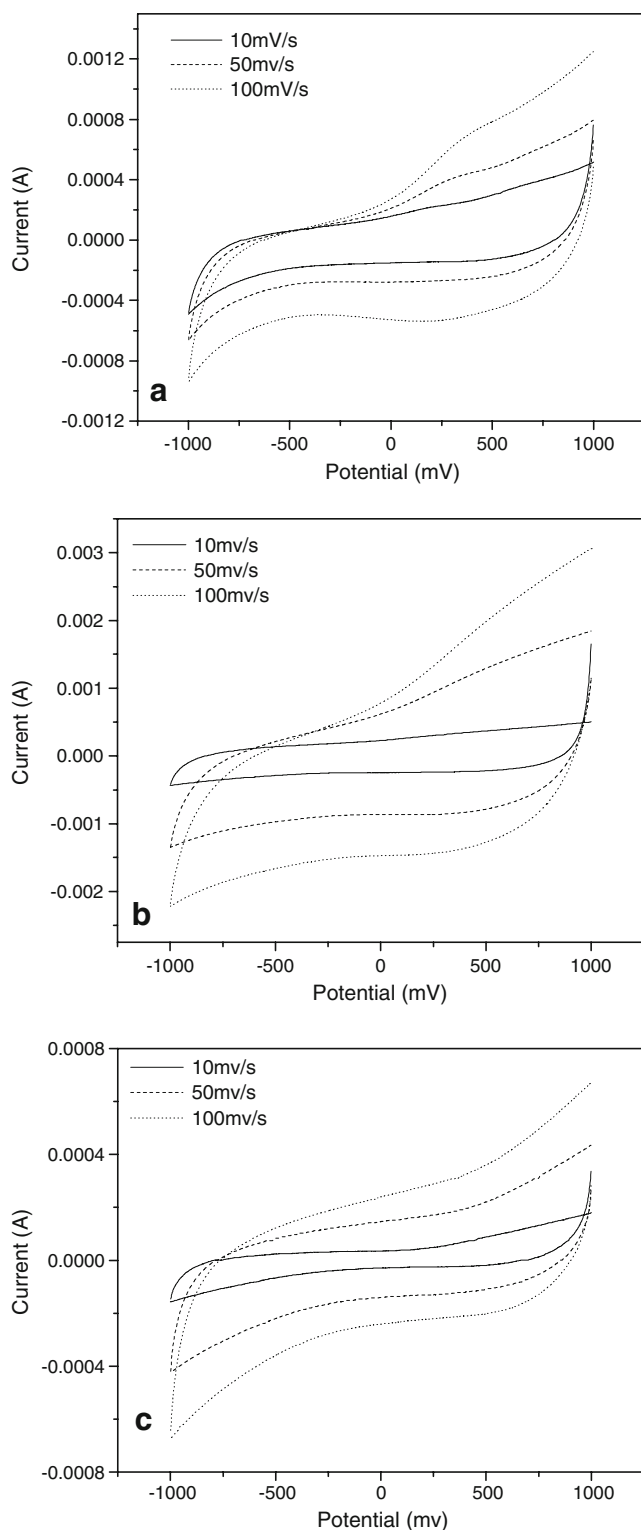 10mV/s
50mv/s
100mV/s
0.0012
0.0008
0.0004
0.0000
-0.0004
-0.0008
-0.0012
Current (A)
a
-1000 -500 0 500 1000
Potential (mV)
10mv/s
50mv/s
100mv/s
0.003
0.002
0.001
0.000
-0.001
-0.002
Current (A)
b
-1000 -500 0 500 1000
Potential (mV)
10mv/s
50mv/s
100mv/s
0.0008
0.0004
0.0000
-0.0004
-0.0008
Current (A)
c
-1000 -500 0 500 1000
Potential (mv)